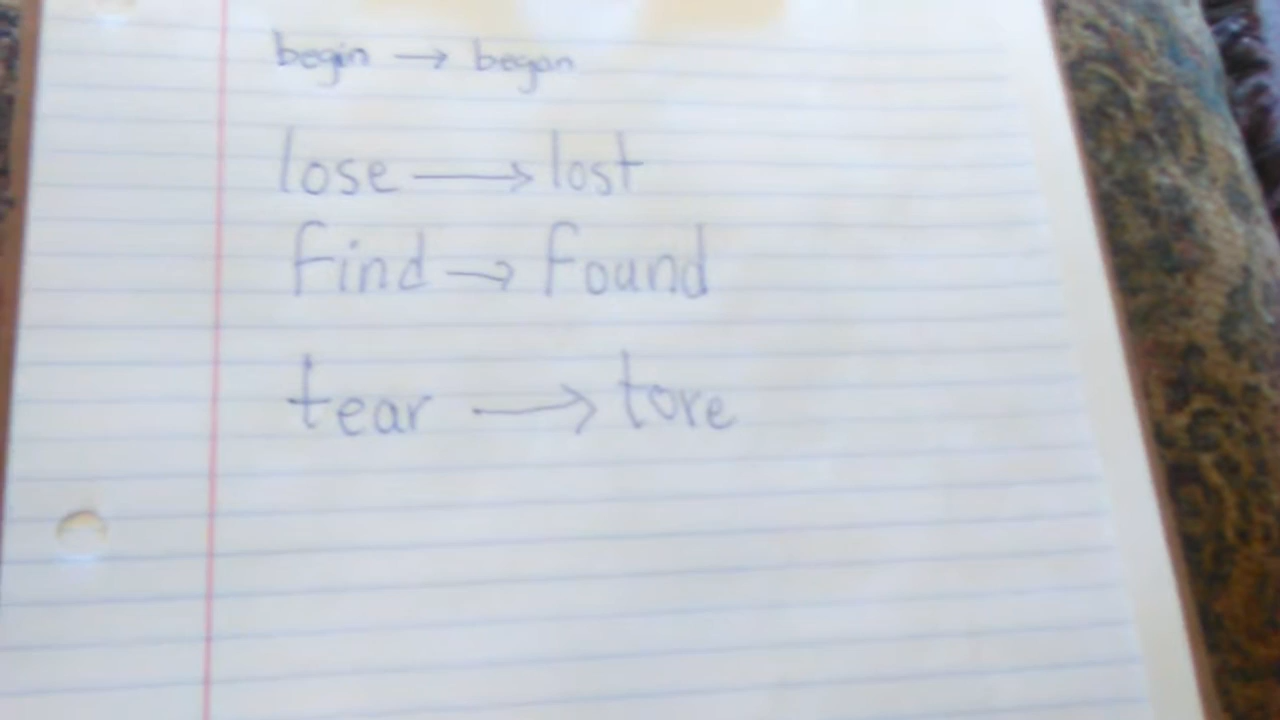 begin → began
lose → lost
find → found
tear → tore